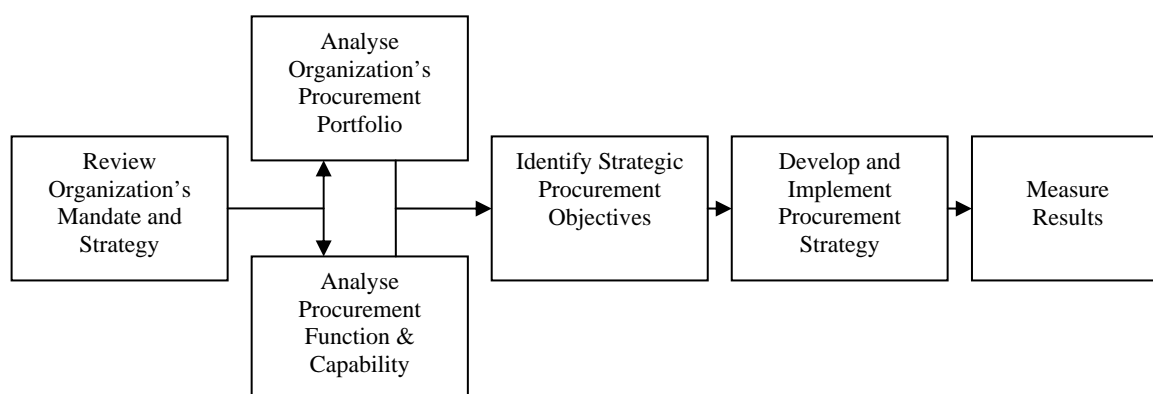 Review
Organization’s
Mandate and
Strategy
Analyse
Organization’s
Procurement
Portfolio
Analyse
Procurement
Function &
Capability
Identify Strategic
Procurement
Objectives
Develop and
Implement
Procurement
Strategy
Measure
Results